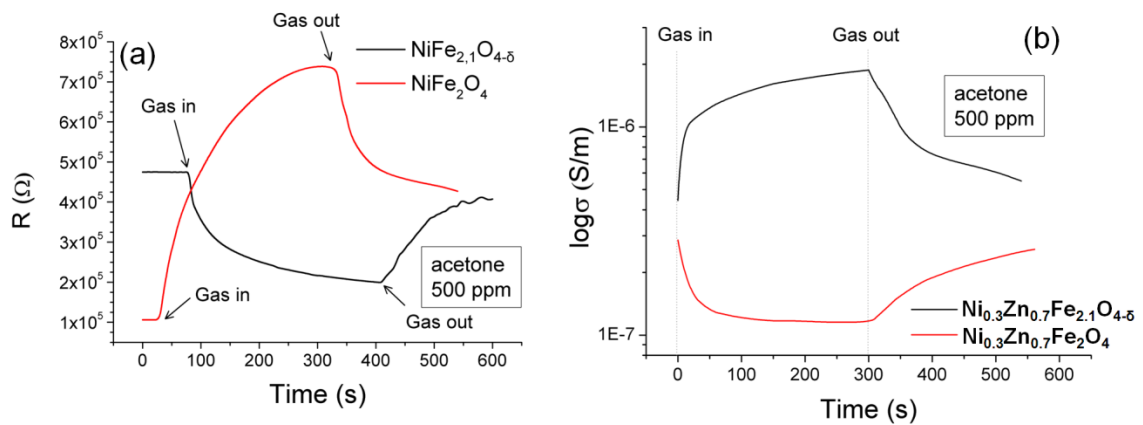 (a)
Gas out
NiFe₂,₁O₄₋δ
NiFe₂O₄
Gas in
Gas in
Gas out
acetone
500 ppm
8x10⁵
7x10⁵
6x10⁵
5x10⁵
4x10⁵
3x10⁵
2x10⁵
1x10⁵
R (Ω)
0
100
200
300
400
500
600
Time (s)
(b)
Gas in
Gas out
acetone
500 ppm
1E-6
1E-7
logσ (S/m)
Ni₀.₃Zn₀.₇Fe₂.₁O₄₋δ
Ni₀.₃Zn₀.₇Fe₂O₄
0
100
200
300
400
500
600
Time (s)